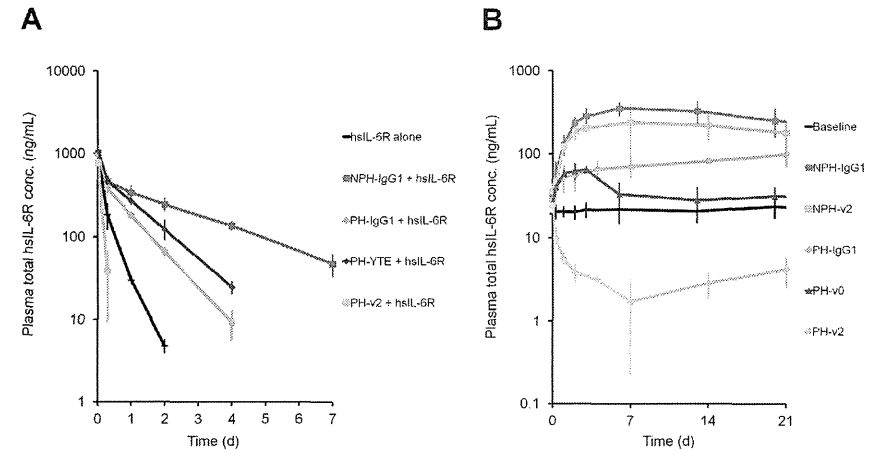 A
Plasma total hsIL-6R conc. (ng/mL)
10000
1000
100
10
1
0 1 2 3 4 5 6 7
Time (d)
hsIL-6R alone
NPH-IgG1 + hsIL-6R
PH-IgG1 + hsIL-6R
PH-YTE + hsIL-6R
PH-v2 + hsIL-6R
B
Plasma total hsIL-6R conc. (ng/mL)
1000
100
10
1
0.1
0 7 14 21
Time (d)
Baseline
NPH-IgG1
NPH-v2
PH-IgG1
PH-v0
PH-v2